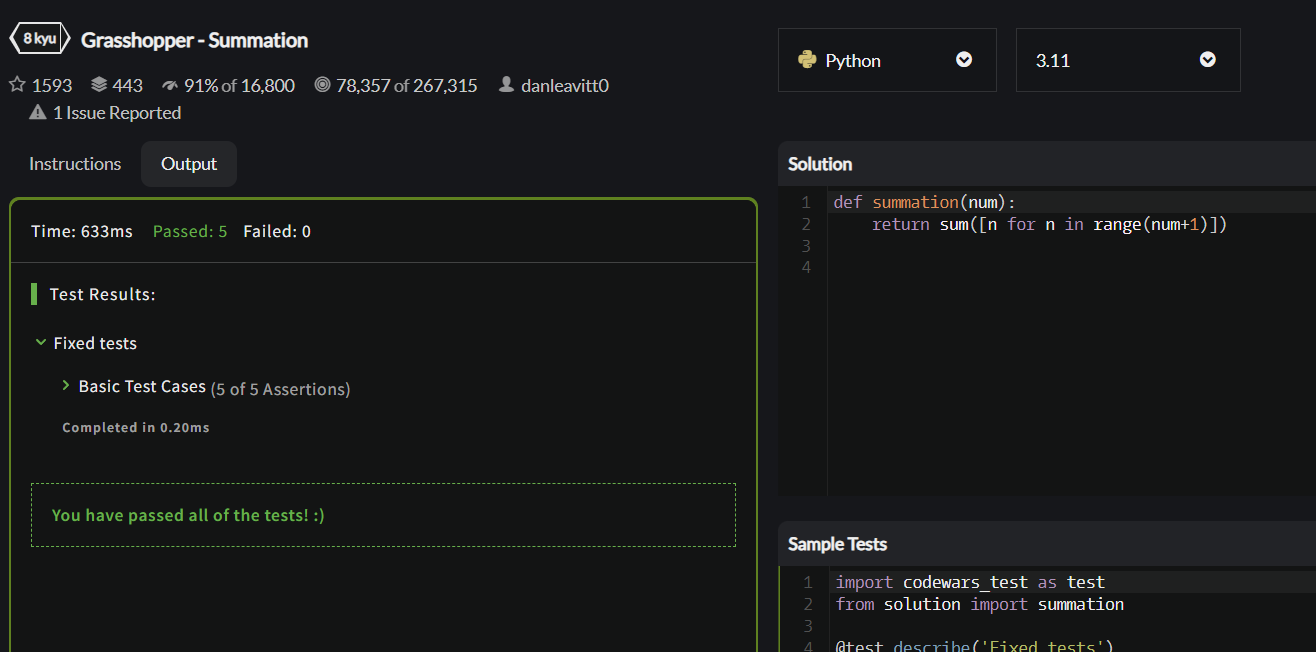 8 kyu Grasshopper - Summation
1593 443 91% of 16,800 78,357 of 267,315 danleavitt0
1 Issue Reported
Python 3.11
Instructions Output
Time: 633ms Passed: 5 Failed: 0
Test Results:
Fixed tests
Basic Test Cases (5 of 5 Assertions)
Completed in 0.20ms
You have passed all of the tests! :)
Solution
1 def summation(num):
2     return sum([n for n in range(num+1)])
3
4
Sample Tests
1 import codewars_test as test
2 from solution import summation
3
4 @test.describe('Fixed tests')